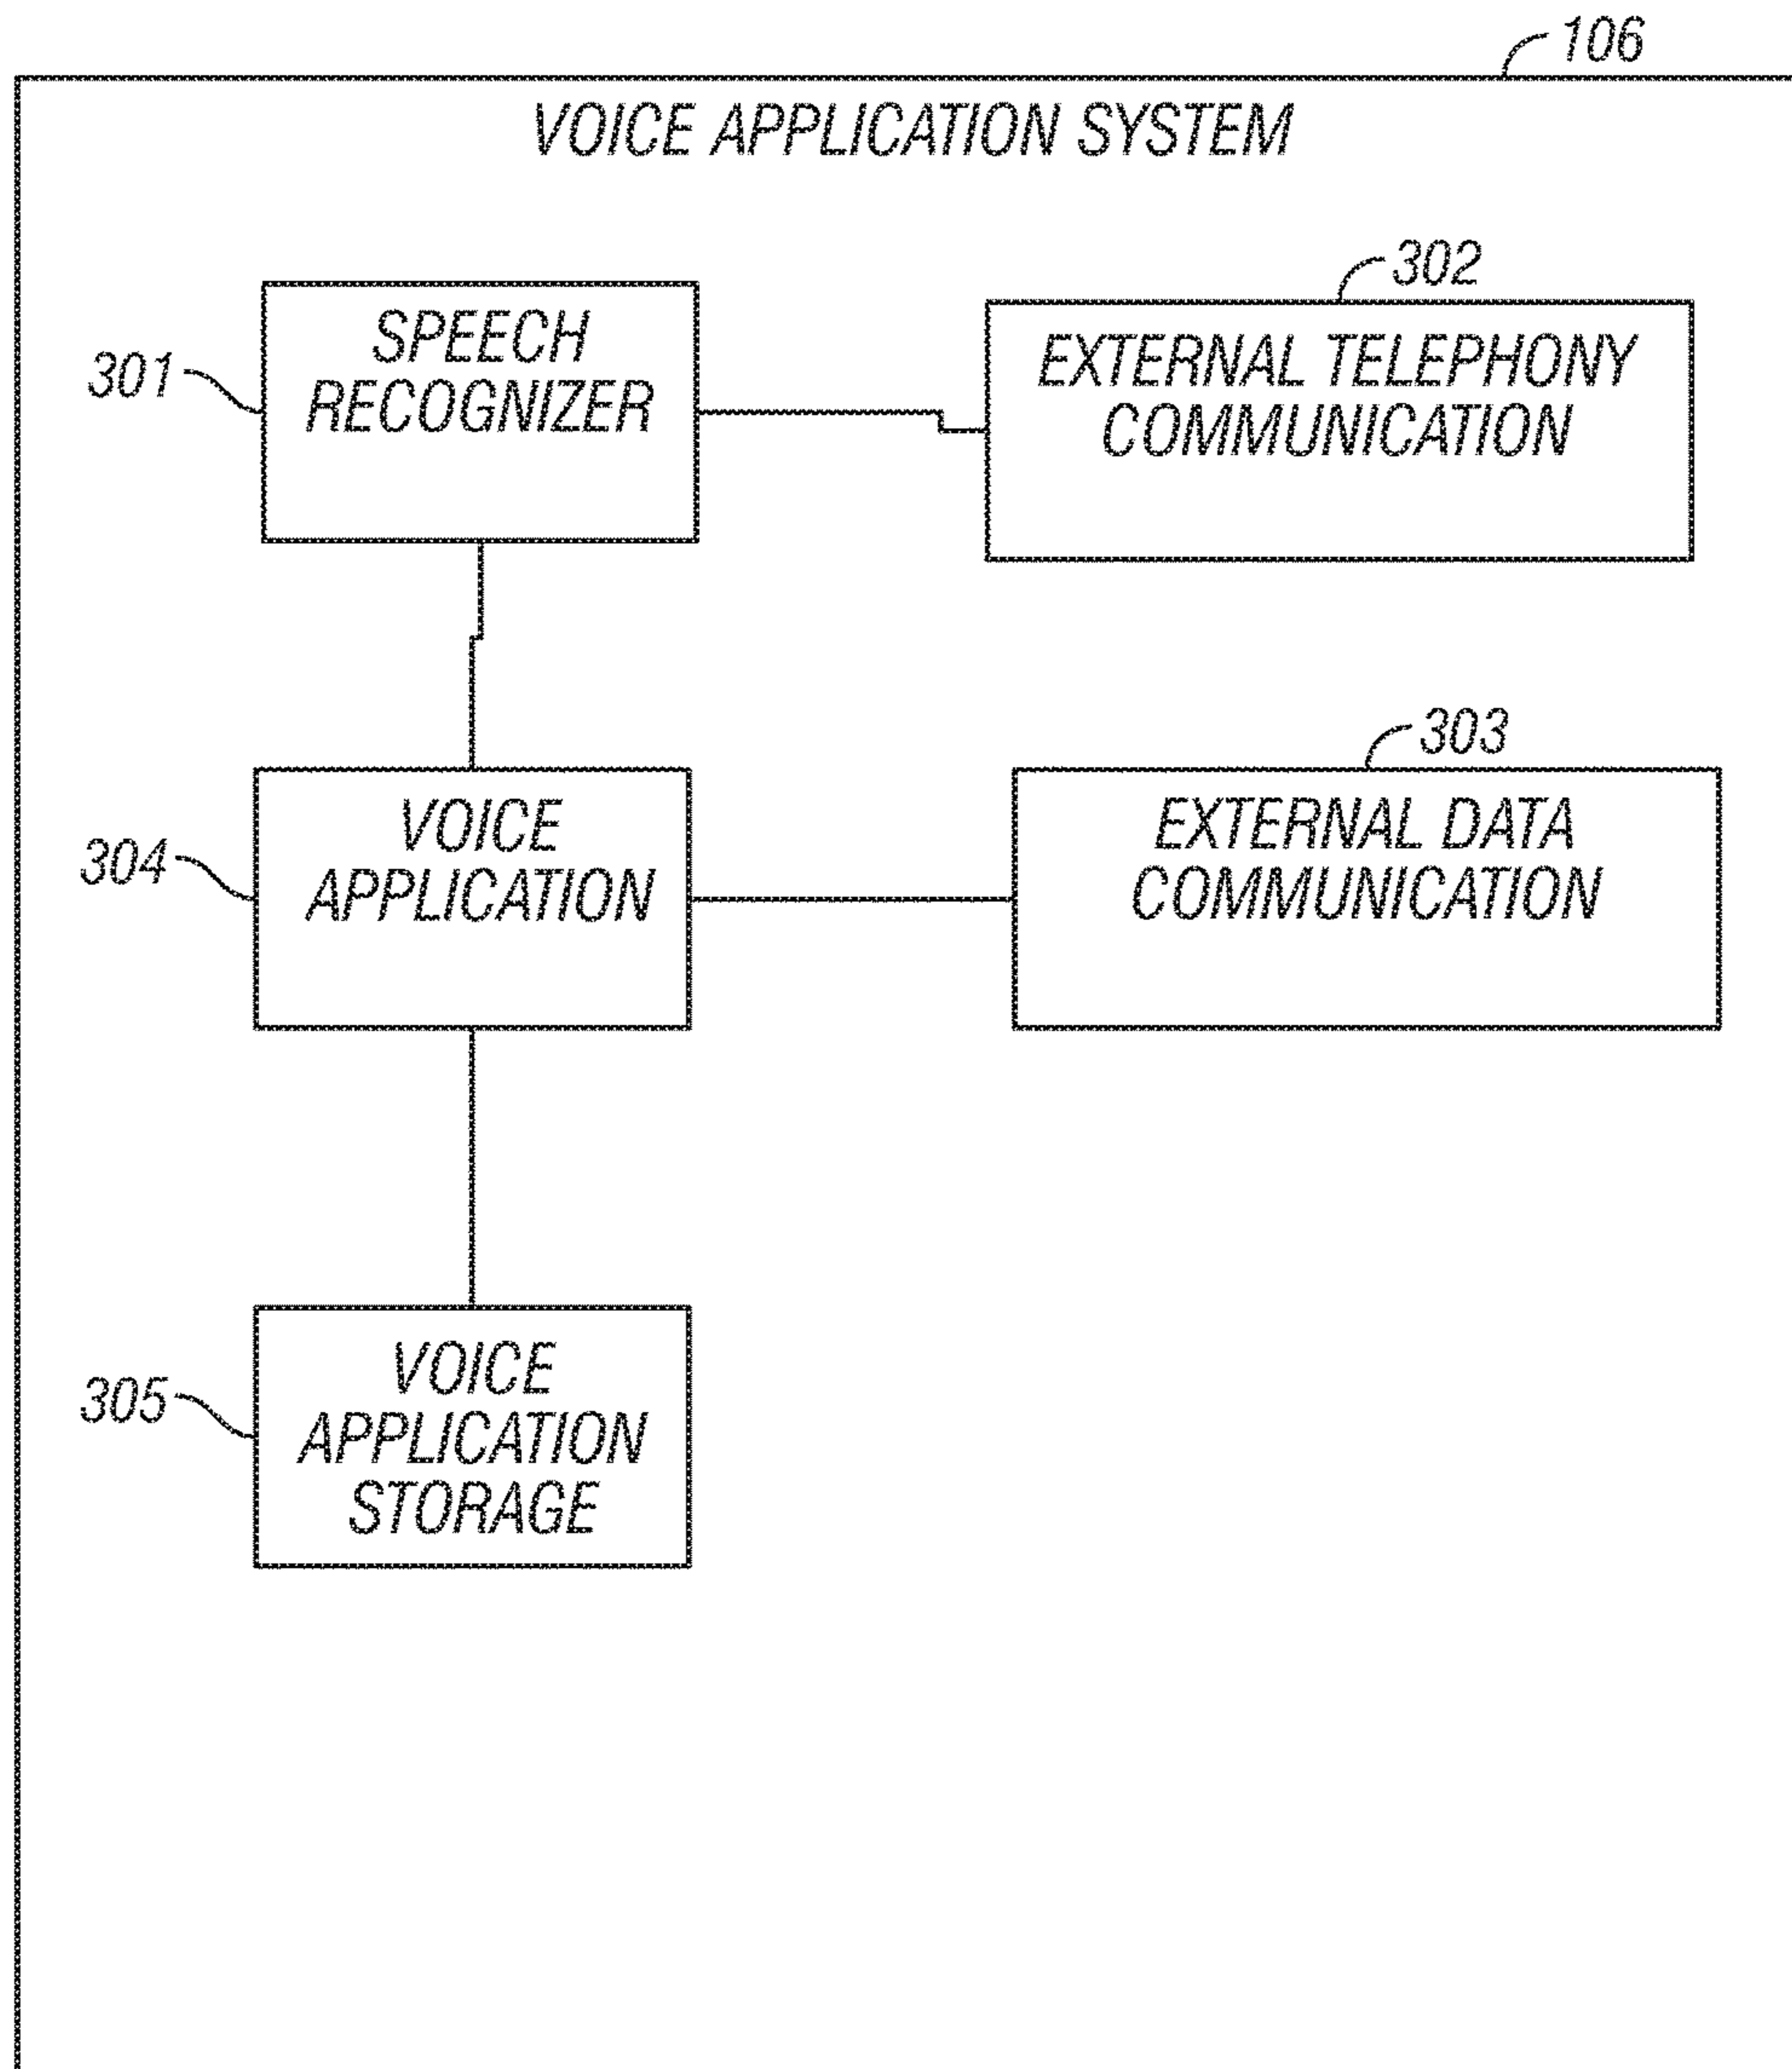 106
VOICE APPLICATION SYSTEM
301
SPEECH
RECOGNIZER
302
EXTERNAL TELEPHONY
COMMUNICATION
304
VOICE
APPLICATION
303
EXTERNAL DATA
COMMUNICATION
305
VOICE
APPLICATION
STORAGE